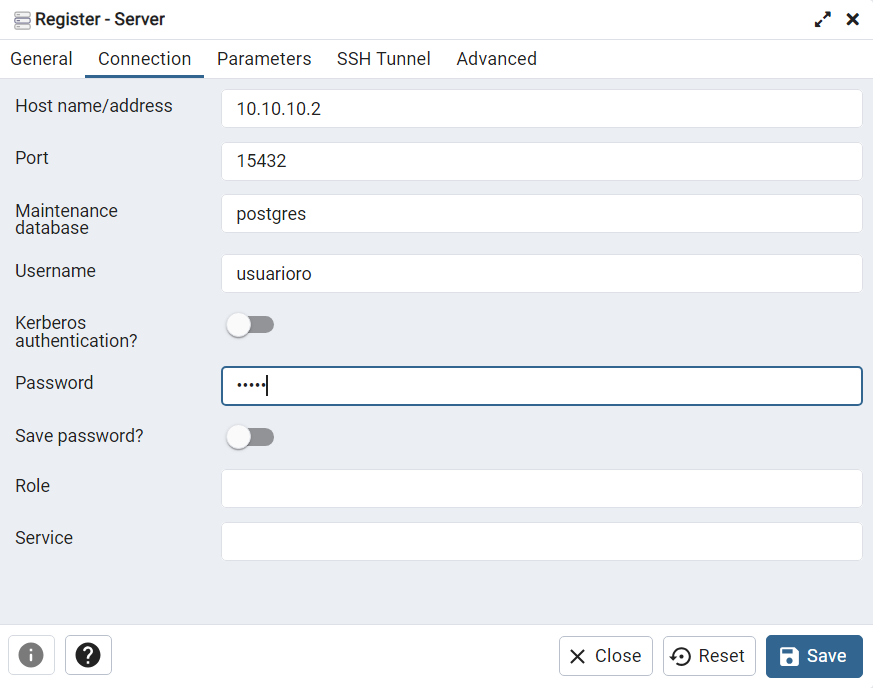 Register - Server
General Connection Parameters SSH Tunnel Advanced
Host name/address 10.10.10.2
Port 15432
Maintenance
database postgres
Username usuarioro
Kerberos
authentication?
Password •••••
Save password?
Role
Service
Close Reset Save